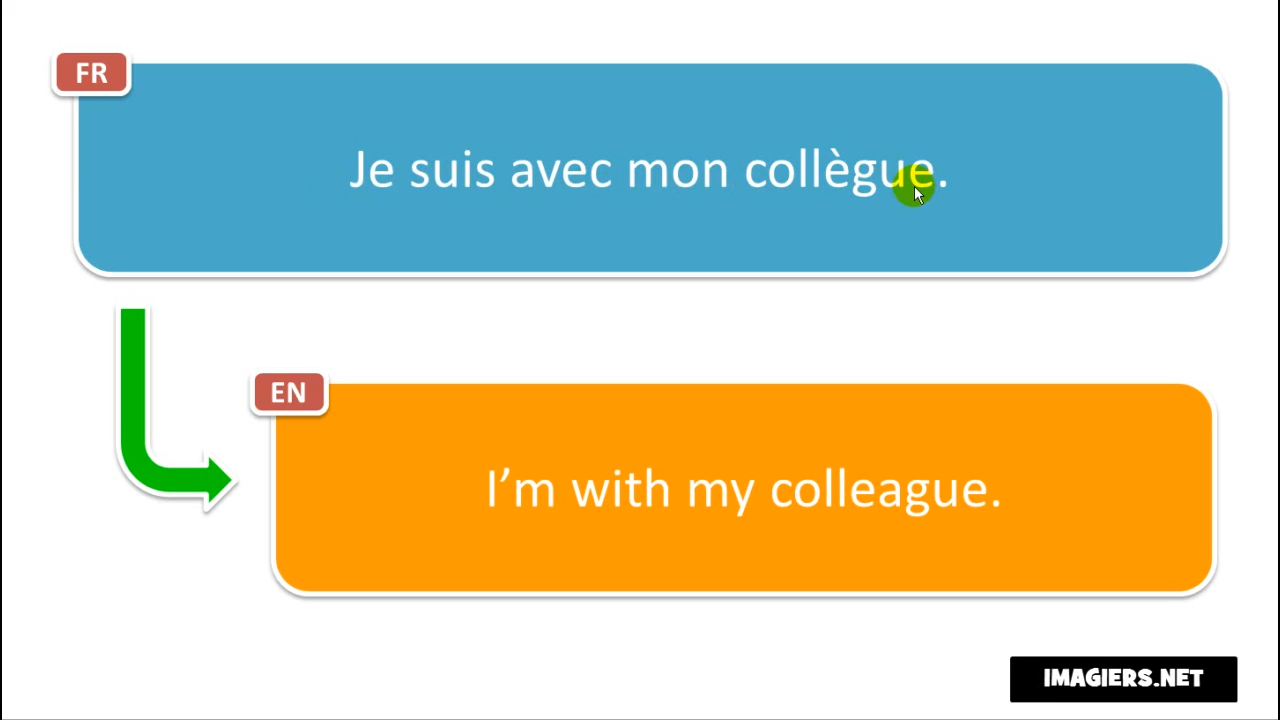 FR
Je suis avec mon collègue.
EN
I’m with my colleague.
IMAGIERS.NET